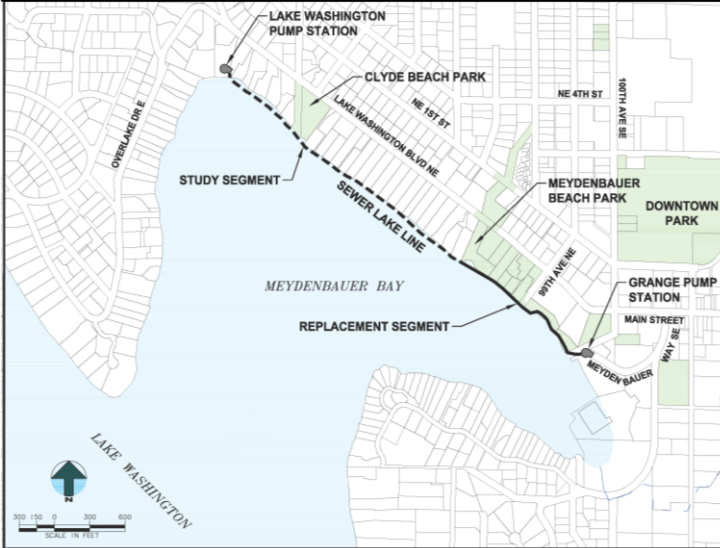 LAKE WASHINGTON
PUMP STATION
CLYDE BEACH PARK
OVERLAKE DR E
NE 1ST ST
NE 4TH ST
100TH AVE SE
LAKE WASHINGTON BLVD NE
STUDY SEGMENT
SEWER LAKE LINE
MEYDENBAUER
BEACH PARK
DOWNTOWN
PARK
99TH AVE NE
MEYDENBAUER BAY
GRANGE PUMP
STATION
REPLACEMENT SEGMENT
MAIN STREET
MEYDEN BAUER
WAY SE
LAKE WASHINGTON
N
300 150 0 300 600
SCALE IN FEET